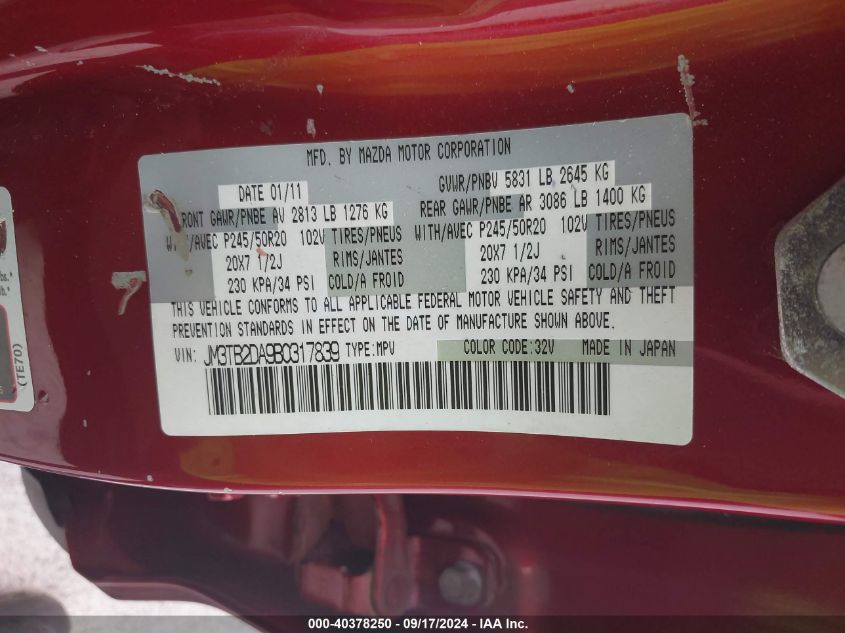 MFD. BY MAZDA MOTOR CORPORATION
DATE 01/11
GVWR/PNBV 5831 LB 2645 KG
FRONT GAWR/PNBE AV 2813 LB 1276 KG
REAR GAWR/PNBE AR 3086 LB 1400 KG
WITH/AVEC P245/50R20 102V TIRES/PNEUS
WITH/AVEC P245/50R20 102V TIRES/PNEUS
20X7 1/2J RIMS/JANTES
20X7 1/2J RIMS/JANTES
230 KPA/34 PSI COLD/A FROID
230 KPA/34 PSI COLD/A FROID
THIS VEHICLE CONFORMS TO ALL APPLICABLE FEDERAL MOTOR VEHICLE SAFETY AND THEFT
PREVENTION STANDARDS IN EFFECT ON THE DATE OF MANUFACTURE SHOWN ABOVE.
VIN: JM3TB2DA9B0317839 TYPE:MPV COLOR CODE:32V MADE IN JAPAN
(TE70)
000-40378250 - 09/17/2024 - IAA Inc.